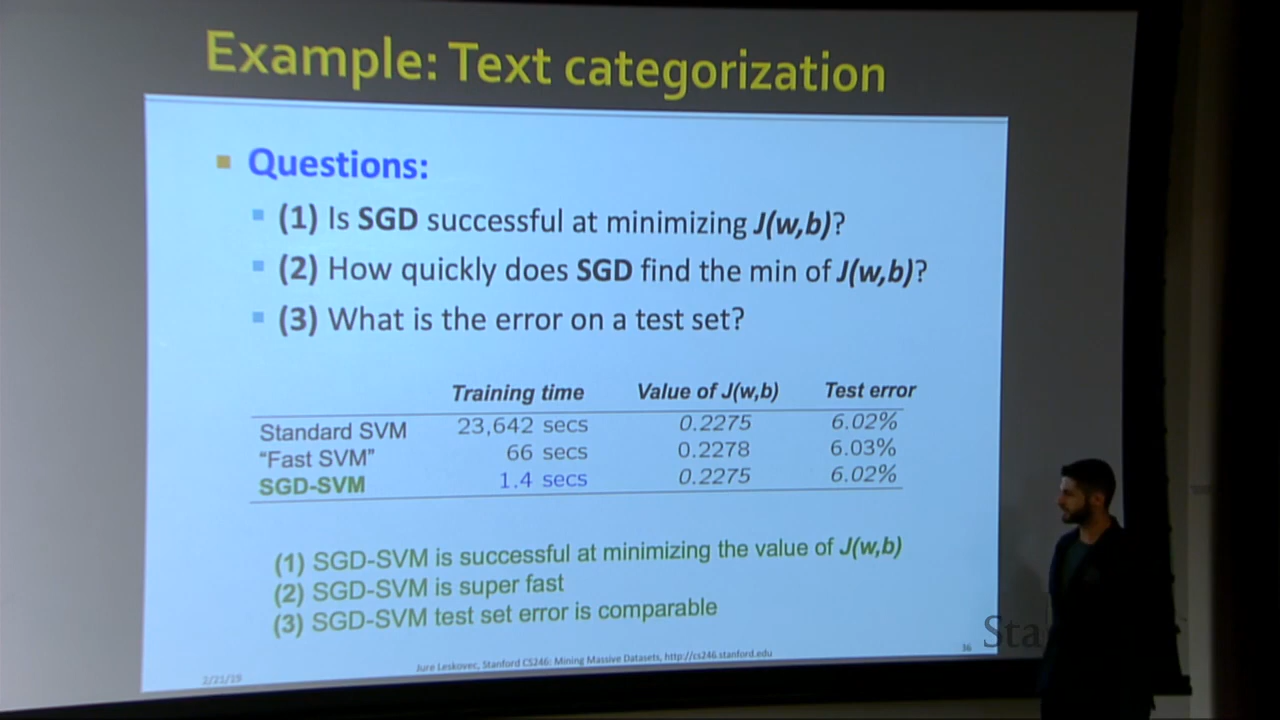 Example: Text categorization
Questions:
(1) Is SGD successful at minimizing J(w,b)?
(2) How quickly does SGD find the min of J(w,b)?
(3) What is the error on a test set?
Training time Value of J(w,b) Test error
Standard SVM 23,642 secs 0.2275 6.02%
“Fast SVM” 66 secs 0.2278 6.03%
SGD-SVM 1.4 secs 0.2275 6.02%
(1) SGD-SVM is successful at minimizing the value of J(w,b)
(2) SGD-SVM is super fast
(3) SGD-SVM test set error is comparable
2/21/19 Jure Leskovec, Stanford CS246: Mining Massive Datasets, http://cs246.stanford.edu 36
Sta